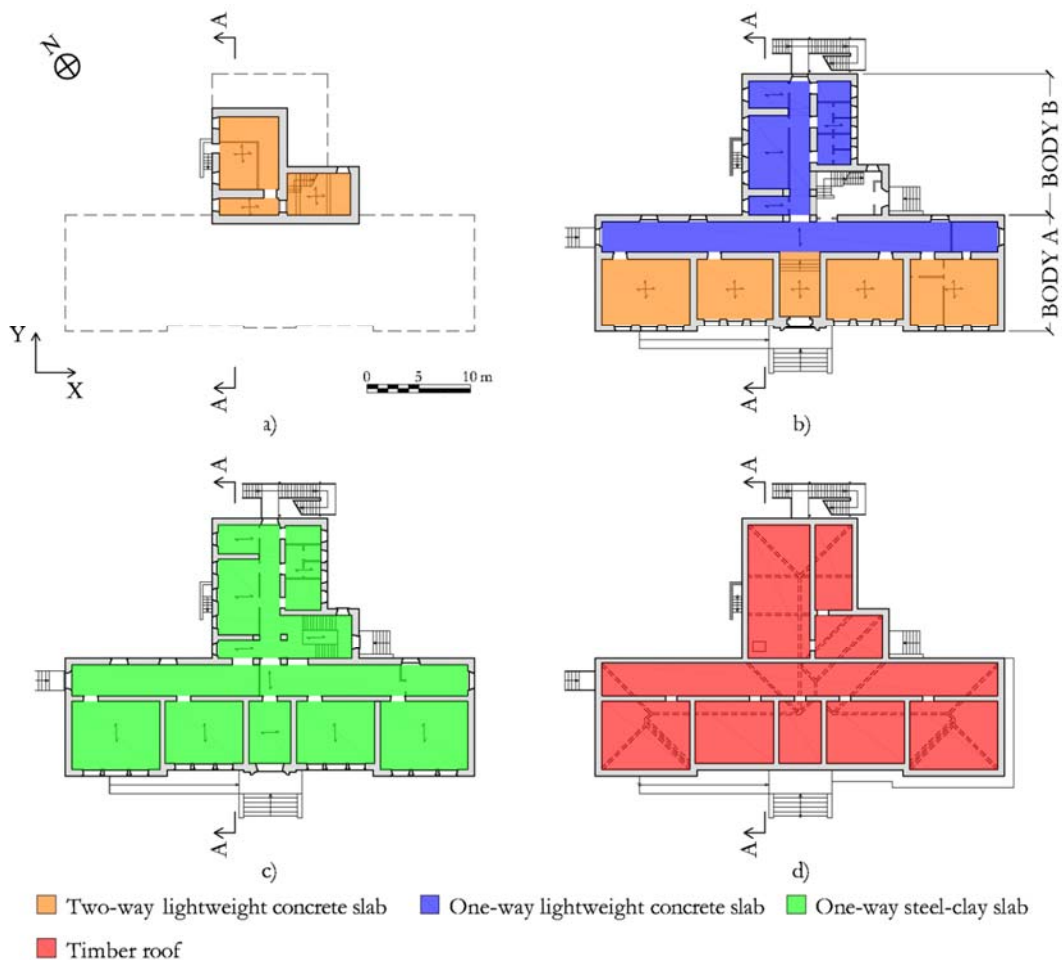 A
A
N
BODY B
BODY A
Y
X
0 5 10 m
A
A
a)
b)
A
A
A
A
c)
d)
Two-way lightweight concrete slab
One-way lightweight concrete slab
One-way steel-clay slab
Timber roof